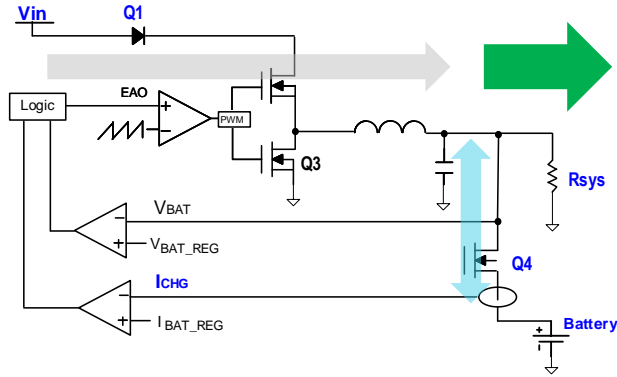 Vin
Q1
EAO
Logic
+
−
PWM
Q3
Rsys
VBAT
−
+
VBAT_REG
Q4
ICHG
−
+
IBAT_REG
Battery
+